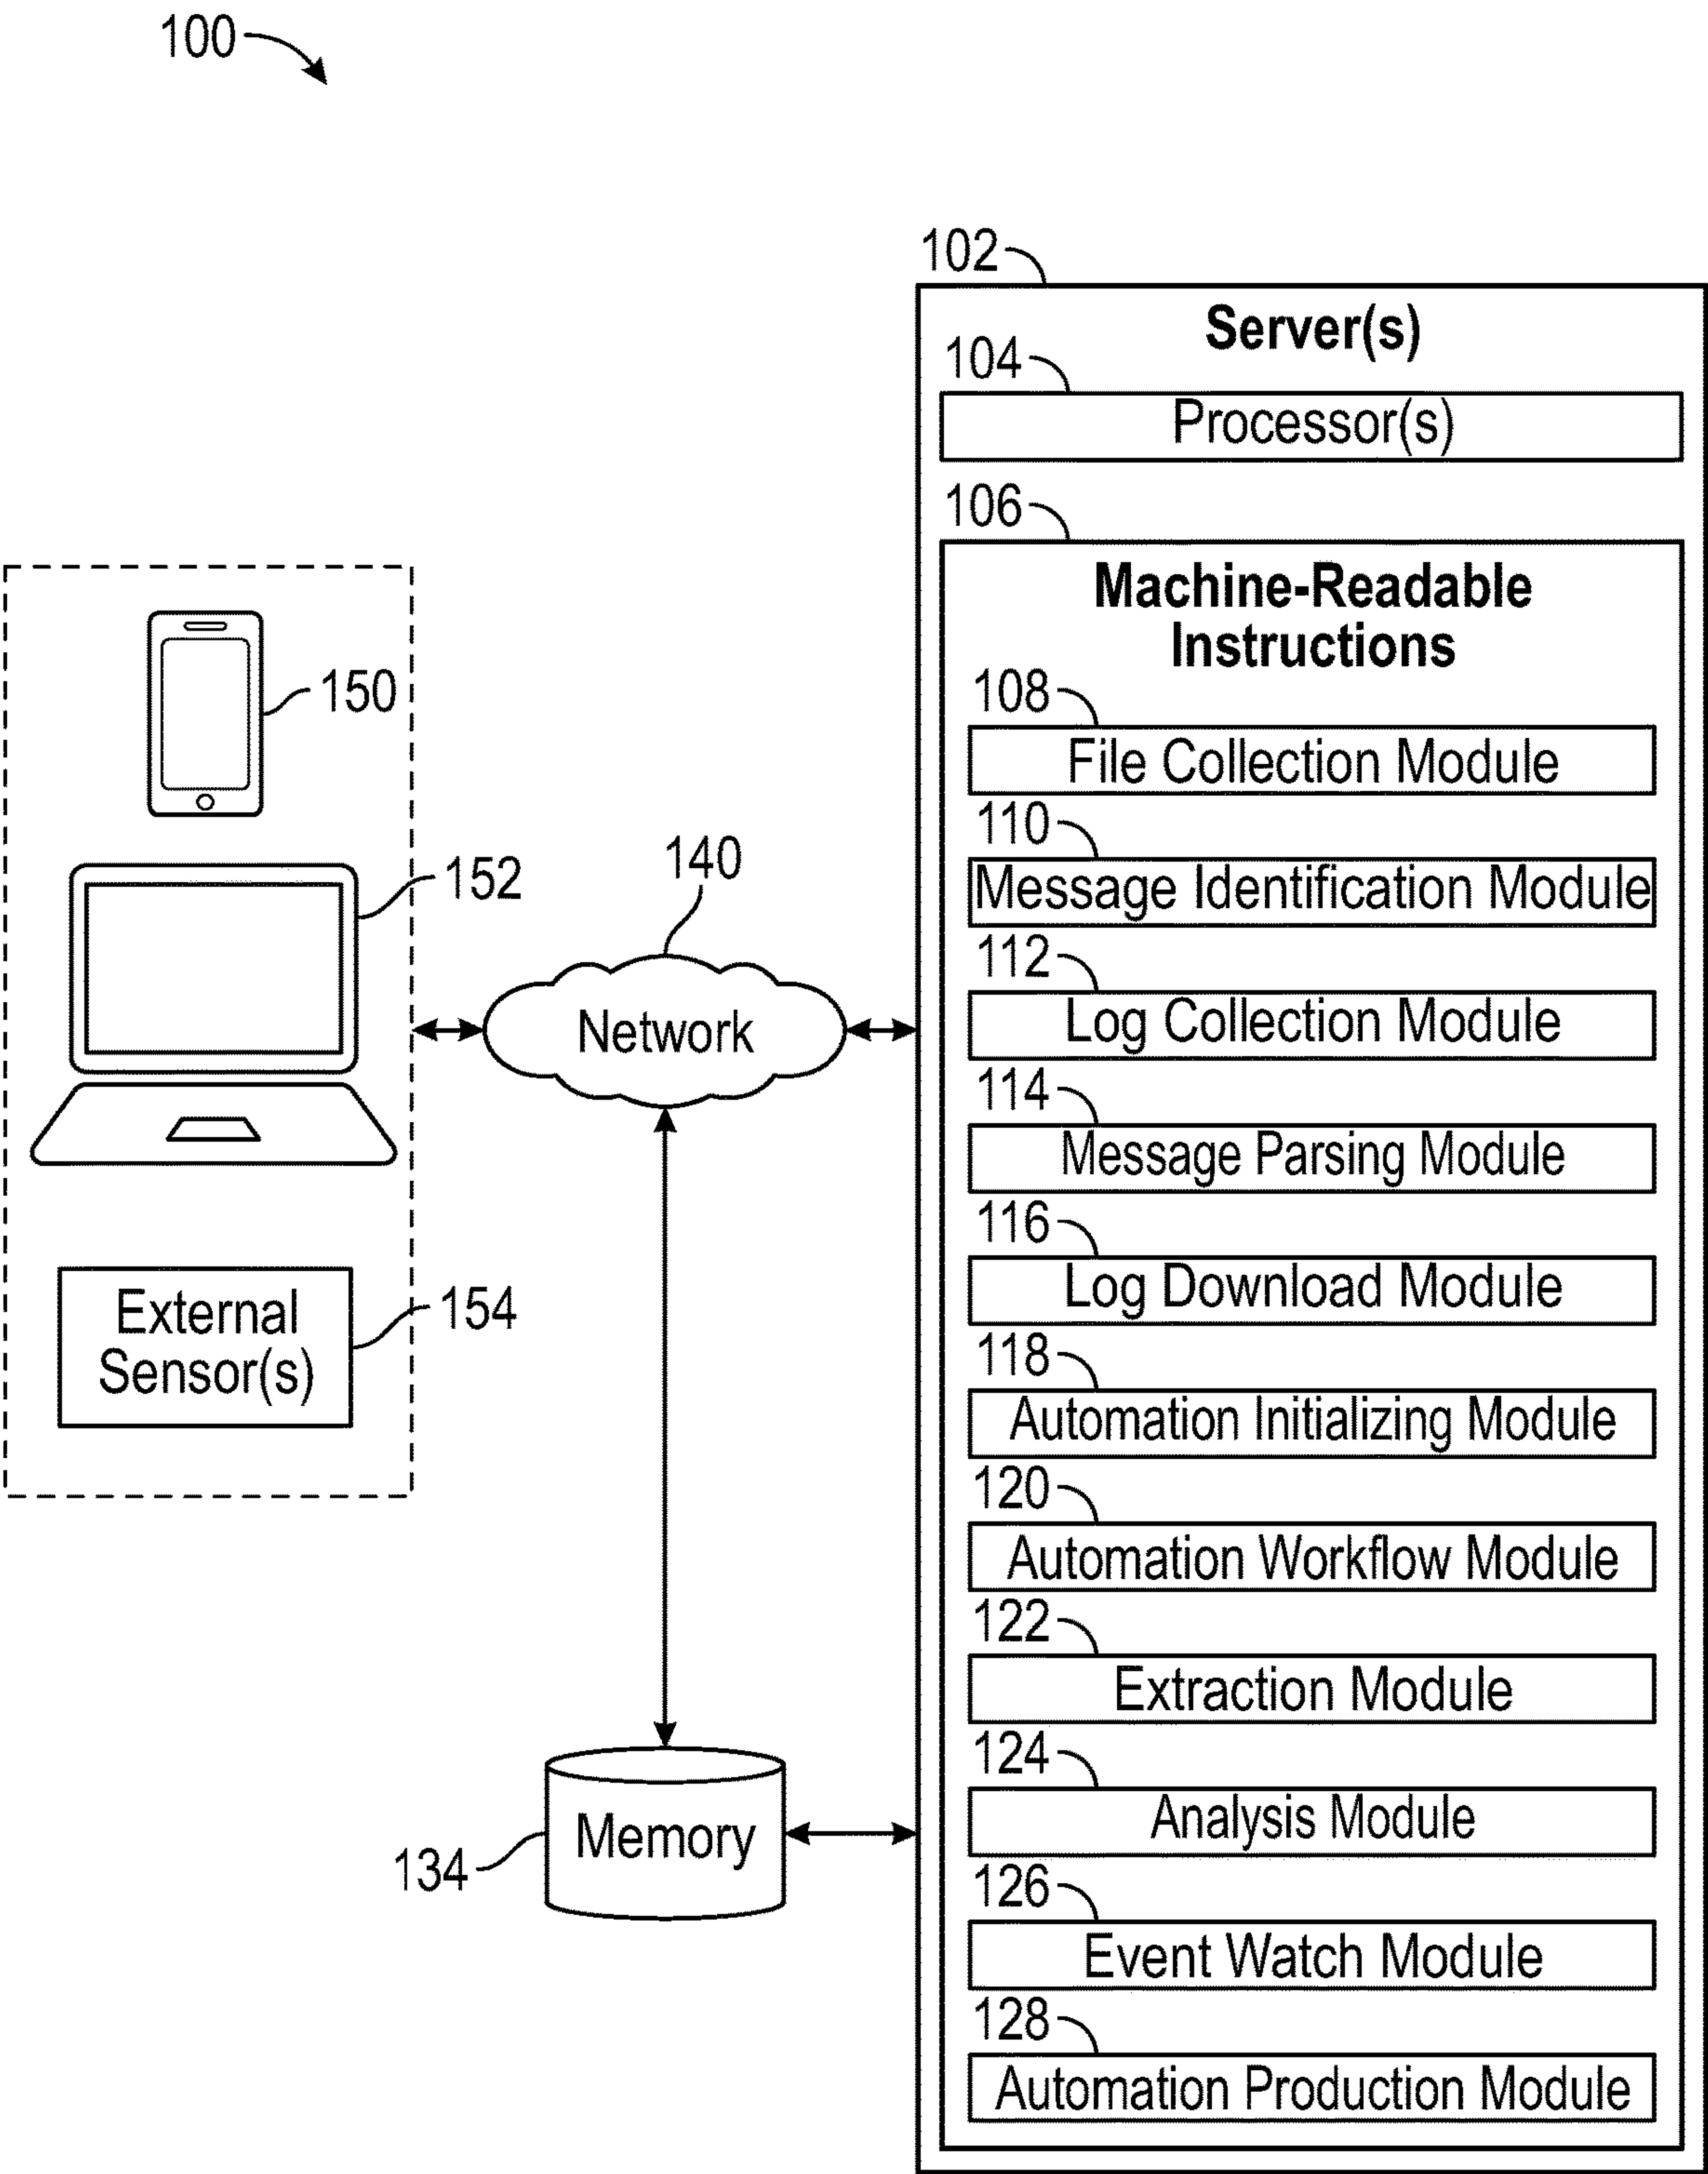 100
102
Server(s)
104
Processor(s)
106
Machine-Readable
Instructions
108
File Collection Module
110
Message Identification Module
112
Log Collection Module
114
Message Parsing Module
116
Log Download Module
118
Automation Initializing Module
120
Automation Workflow Module
122
Extraction Module
124
Analysis Module
126
Event Watch Module
128
Automation Production Module
150
152
External
Sensor(s)
154
140
Network
Memory
134